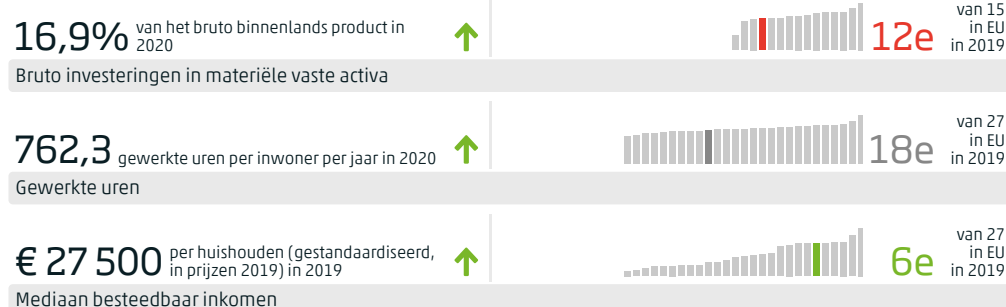 16,9% van het bruto binnenlands product in
2020
12e van 15
in EU
in 2019
Bruto investeringen in materiële vaste activa
762,3 gewerkte uren per inwoner per jaar in 2020
18e van 27
in EU
in 2019
Gewerkte uren
€ 27 500 per huishouden (gestandaardiseerd,
in prijzen 2019) in 2019
6e van 27
in EU
in 2019
Mediaan besteedbaar inkomen